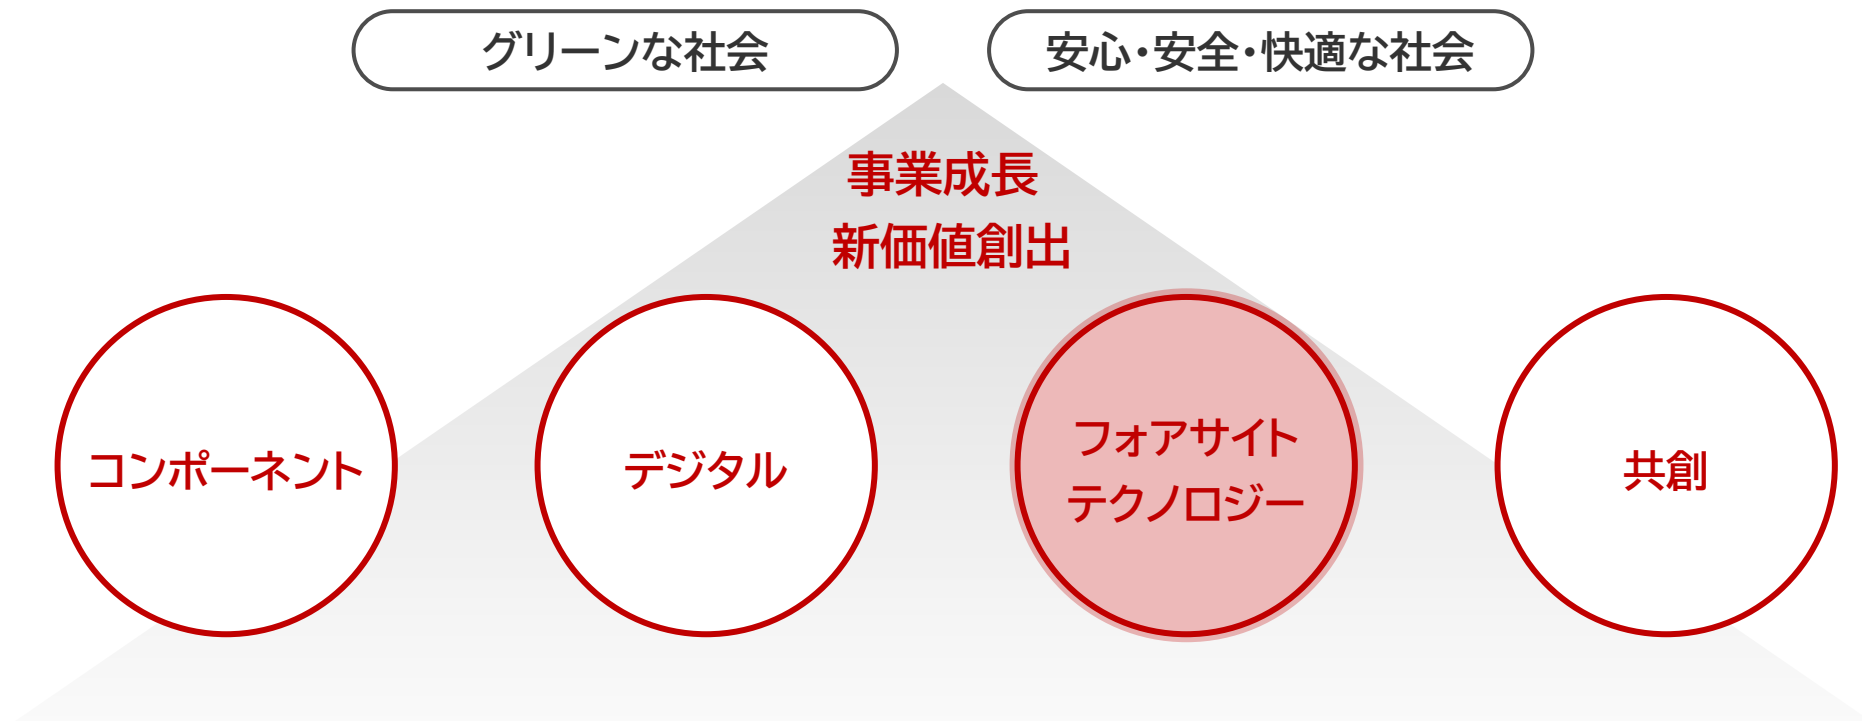 グリーンな社会
安心・安全・快適な社会
事業成長
新価値創出
コンポーネント
デジタル
フォアサイト
テクノロジー
共創